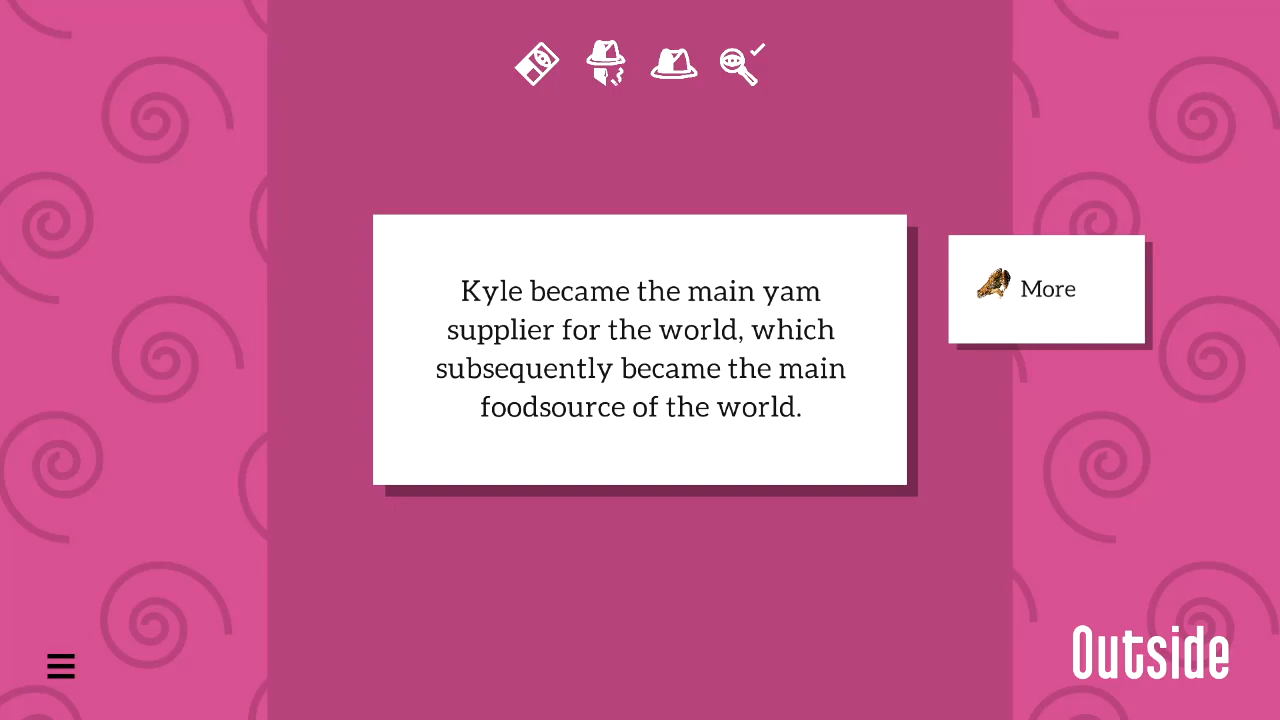 Kyle became the main yam
supplier for the world, which
subsequently became the main
foodsource of the world.
More
Outside